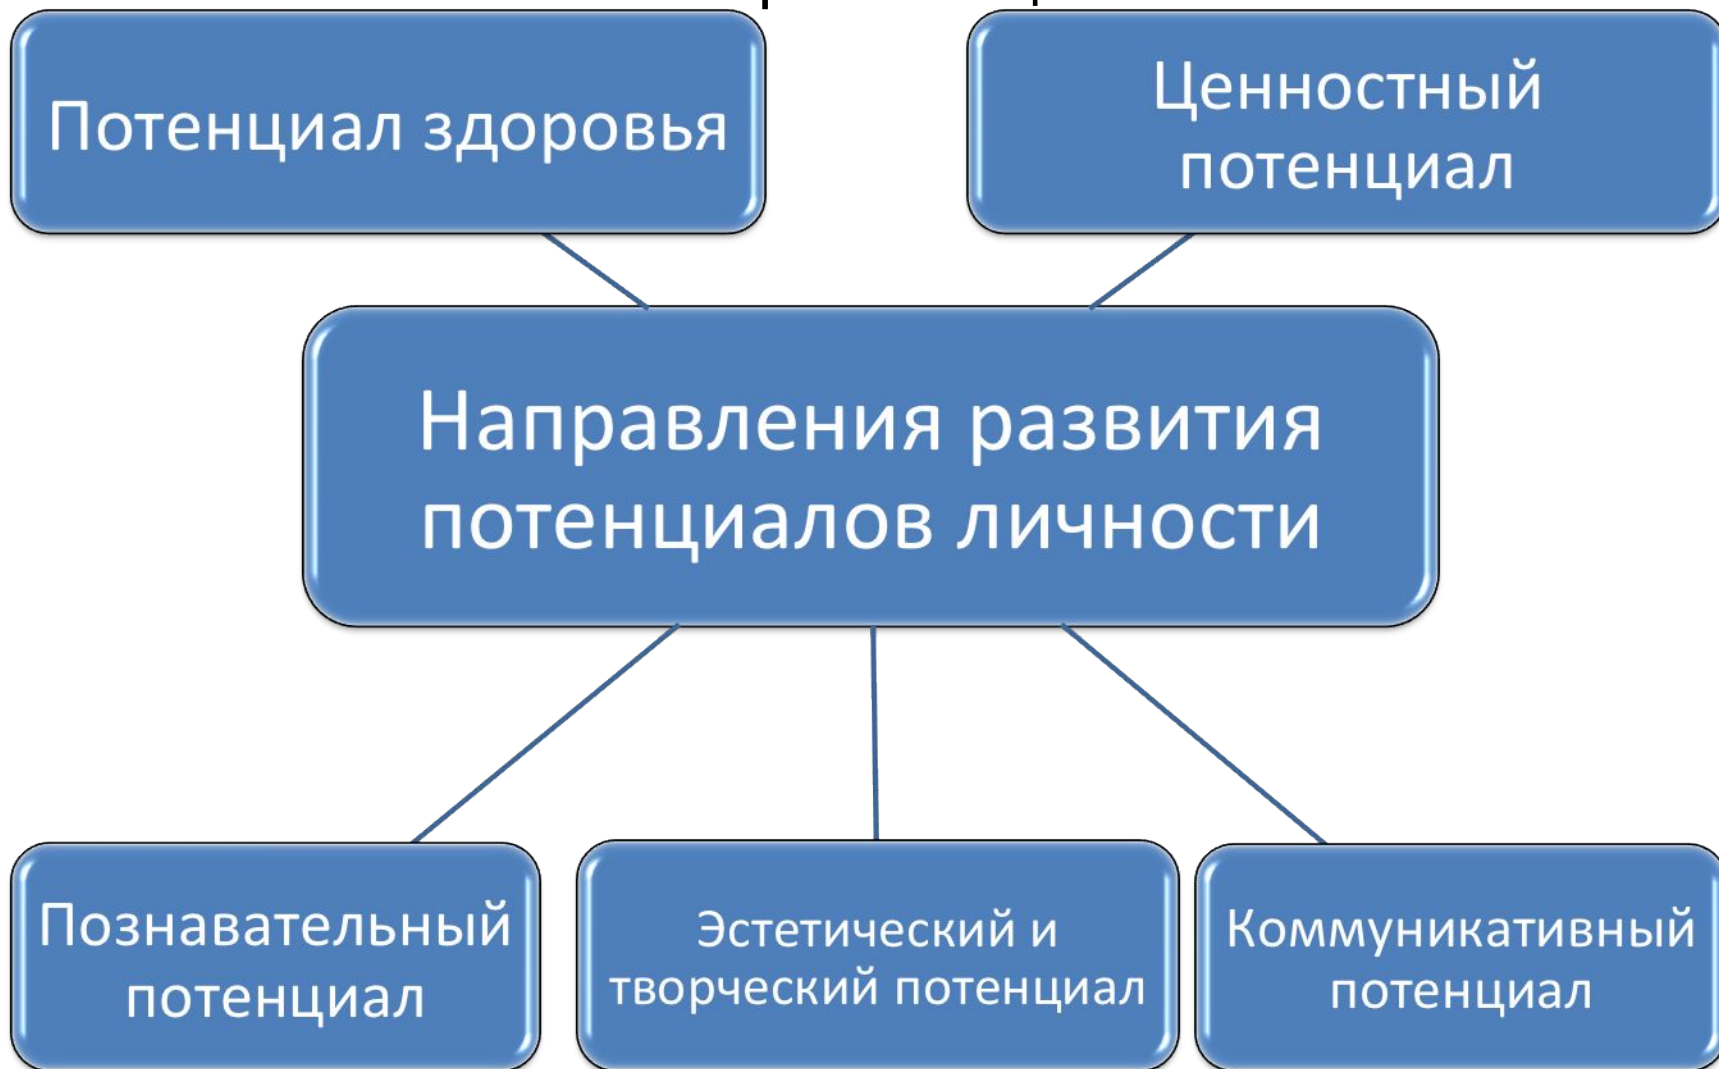 Потенциал здоровья
Ценностный
потенциал
Направления развития
потенциалов личности
Познавательный
потенциал
Эстетический и
творческий потенциал
Коммуникативный
потенциал